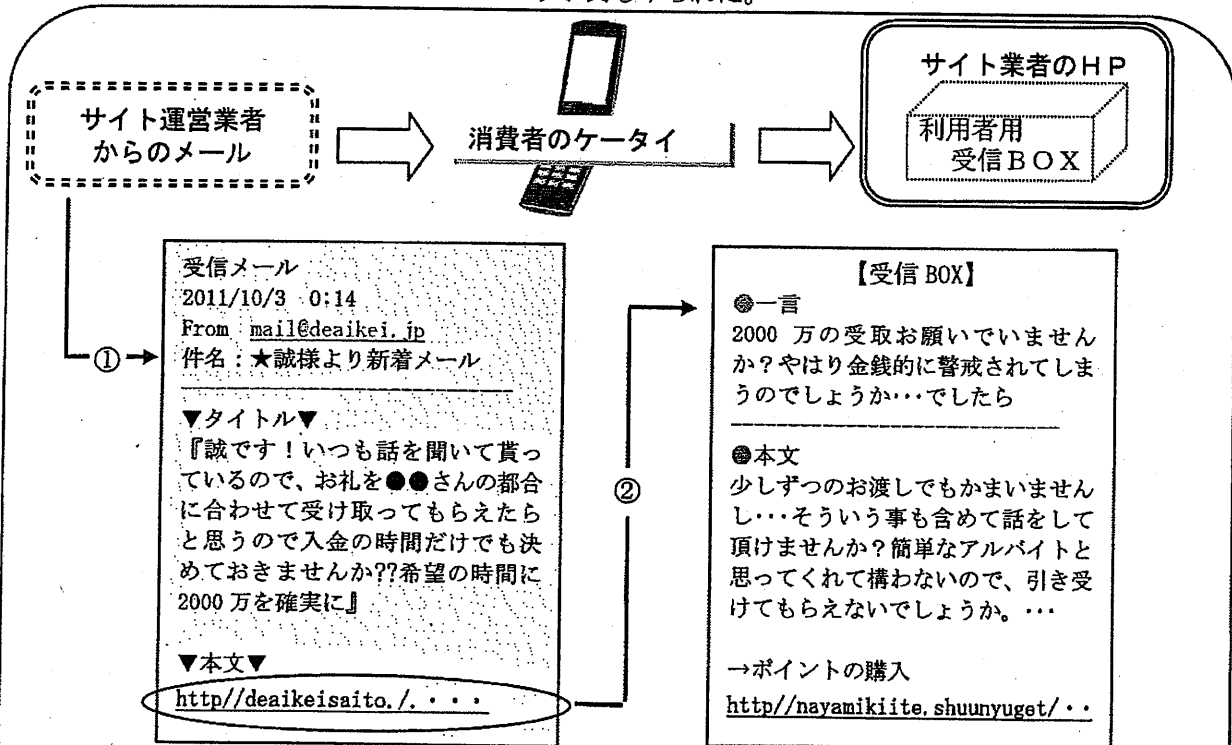 サイト運営業者
からのメール
消費者のケータイ
サイト業者のＨＰ
利用者用
受信ＢＯＸ
①
受信メール
2011/10/3 0:14
From mail@deaikei.jp
件名：★誠様より新着メール
▼タイトル▼
『誠です！いつも話を聞いて貰っ
ているので、お礼を●●さんの都合
に合わせて受け取ってもらえたら
と思うので入金の時間だけでも決
めておきませんか??希望の時間に
2000 万を確実に』
▼本文▼
http//deaikeisaito./.・・・
②
【受信 BOX】
●一言
2000 万の受取お願いでいません
か？やはり金銭的に警戒されてしま
うのでしょうか・・・でしたら
●本文
少しずつのお渡しでもかまいません
し・・・そういう事も含めて話をして
頂けませんか？簡単なアルバイトと
思ってくれて構わないので、引き受
けてもらえないでしょうか。・・・
→ポイントの購入
http//nayamikiite.shuunyuget/・・